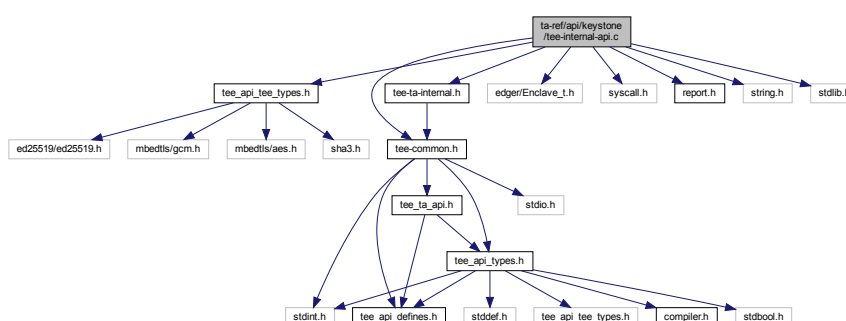 ta-ref/api/keystone
/tee-internal-api.c
tee_api_tee_types.h
tee-ta-internal.h
edger/Enclave_t.h
syscall.h
report.h
string.h
stdlib.h
ed25519/ed25519.h
mbedtls/gcm.h
mbedtls/aes.h
sha3.h
tee-common.h
tee_ta_api.h
stdio.h
tee_api_types.h
stdint.h
tee_api_defines.h
stddef.h
tee_api_tee_types.h
compiler.h
stdbool.h